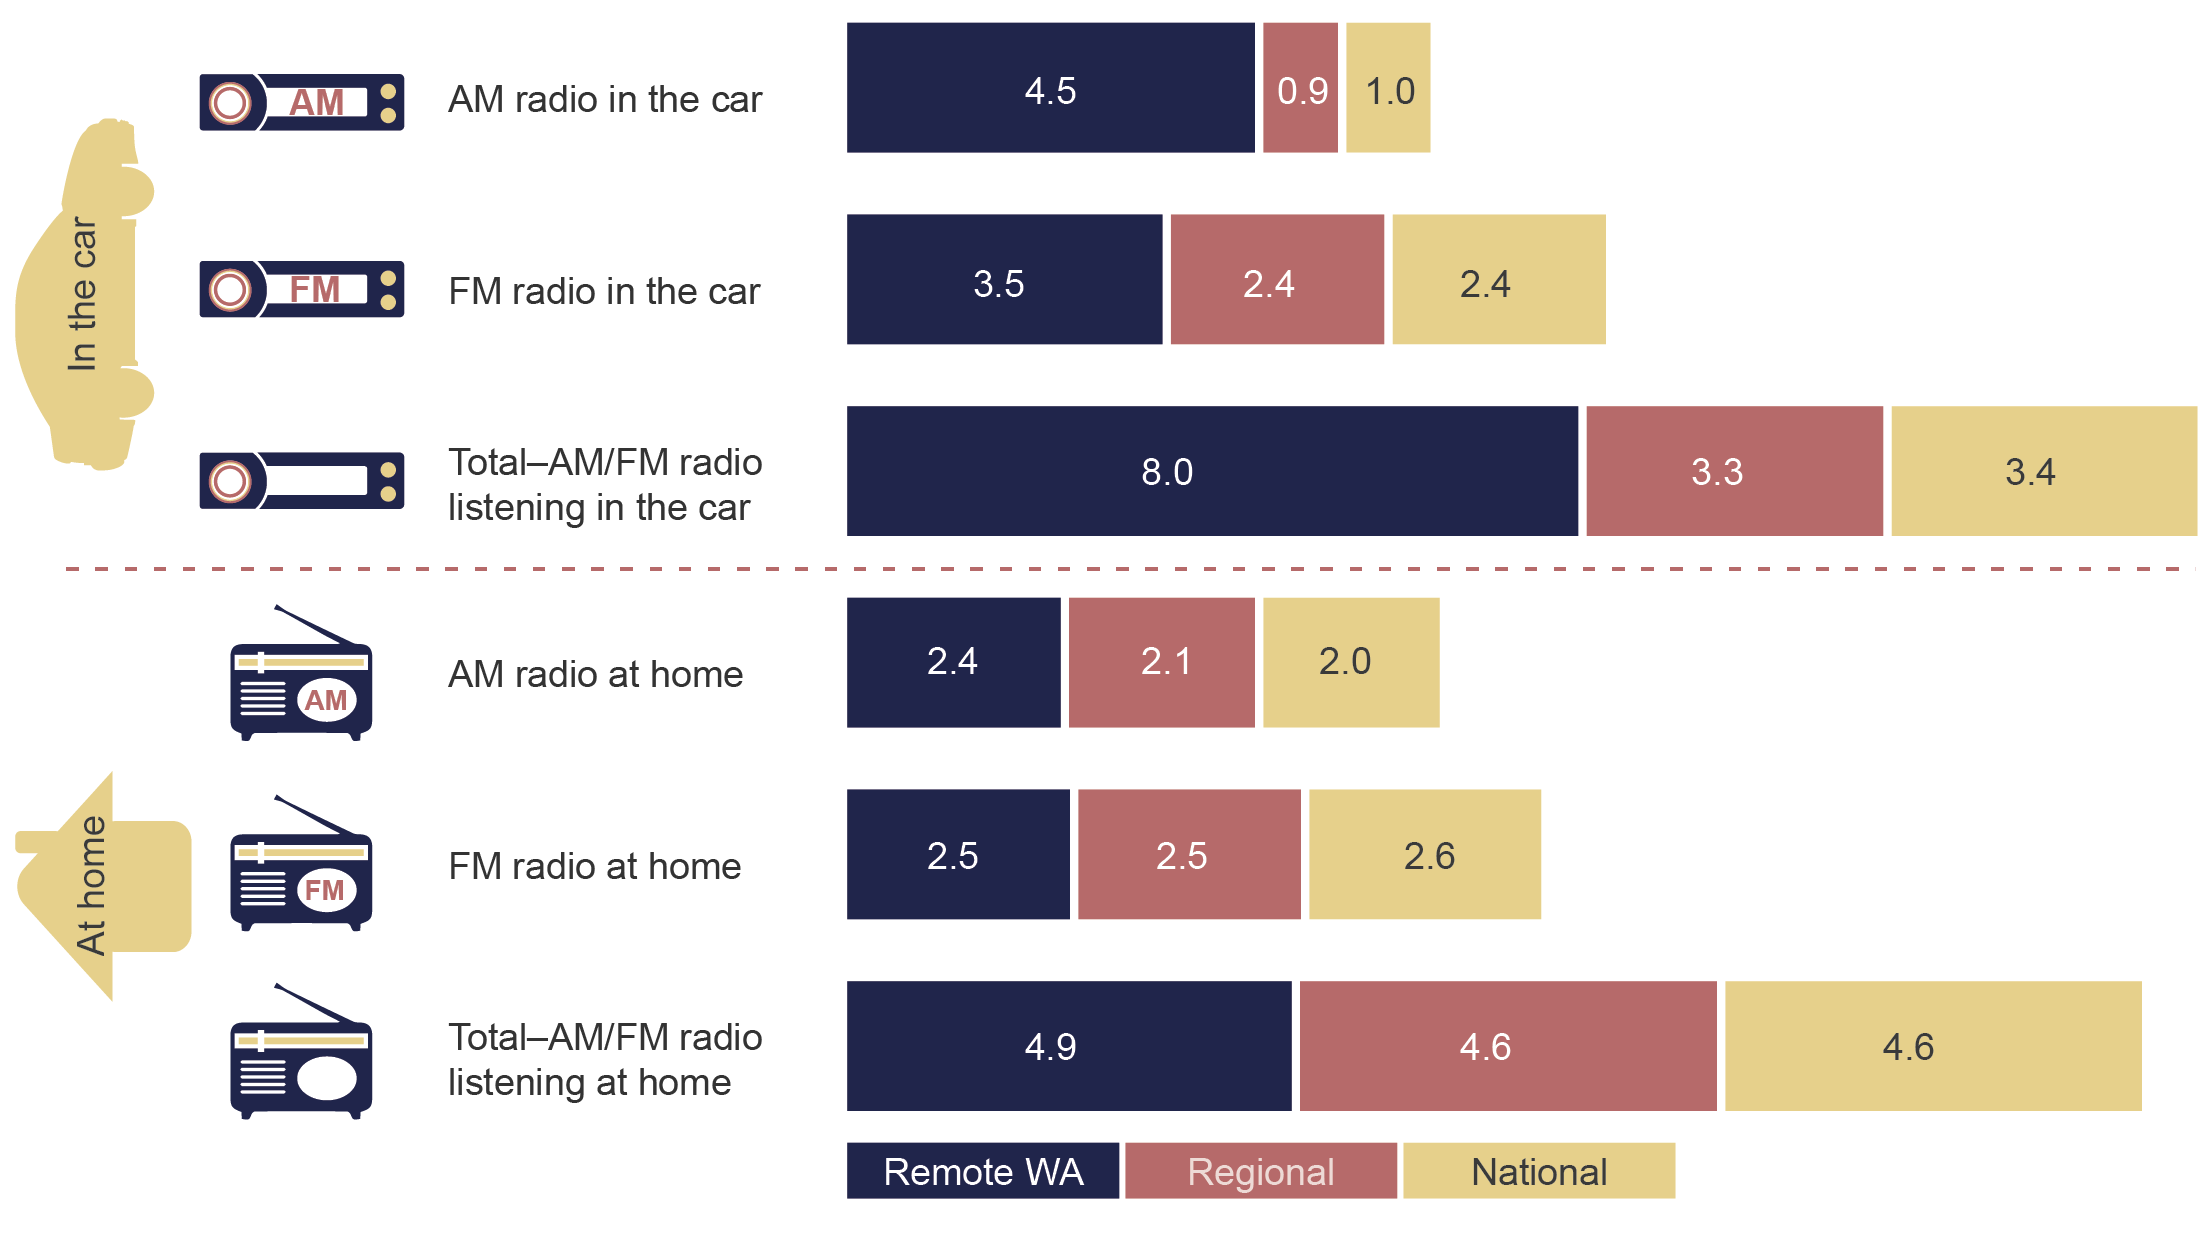 In the car
AM
AM radio in the car
4.5
0.9
1.0
FM
FM radio in the car
3.5
2.4
2.4
Total–AM/FM radio
listening in the car
8.0
3.3
3.4
At home
AM
AM radio at home
2.4
2.1
2.0
FM
FM radio at home
2.5
2.5
2.6
Total–AM/FM radio
listening at home
4.9
4.6
4.6
Remote WA
Regional
National